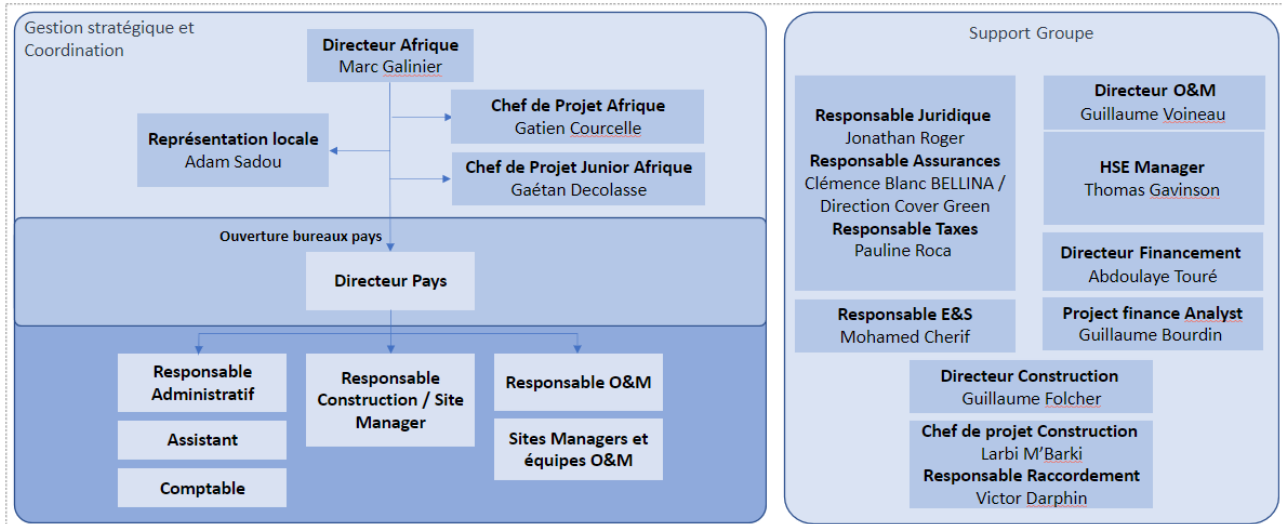 Gestion stratégique et
Coordination
Directeur Afrique
Marc Galinier
Chef de Projet Afrique
Gatien Courcelle
Représentation locale
Adam Sadou
Chef de Projet Junior Afrique
Gaétan Decolasse
Ouverture bureaux pays
Directeur Pays
Responsable
Administratif
Assistant
Comptable
Responsable
Construction / Site
Manager
Responsable O&M
Sites Managers et
équipes O&M
Support Groupe
Responsable Juridique
Jonathan Roger
Responsable Assurances
Clémence Blanc BELLINA /
Direction Cover Green
Responsable Taxes
Pauline Roca
Directeur O&M
Guillaume Voineau
HSE Manager
Thomas Gavinson
Directeur Financement
Abdoulaye Touré
Responsable E&S
Mohamed Cherif
Project finance Analyst
Guillaume Bourdin
Directeur Construction
Guillaume Folcher
Chef de projet Construction
Larbi M’Barki
Responsable Raccordement
Victor Darphin